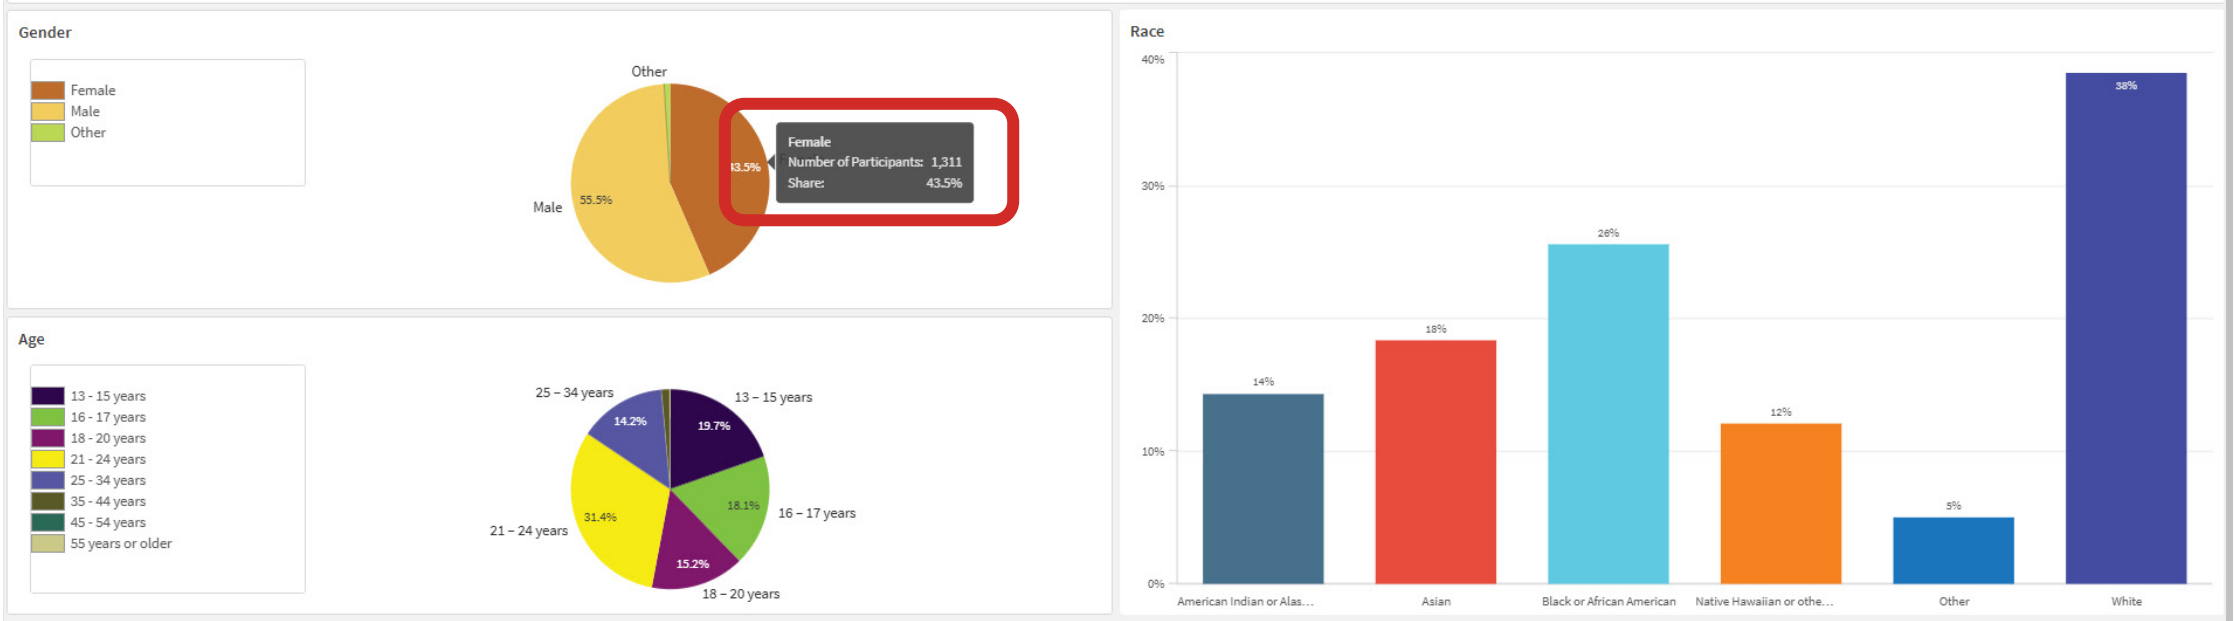 Gender
Female
Male
Other
Other
Male
55.5%
43.5%
Female
Number of Participants: 1,311
Share: 43.5%
Age
13 - 15 years
16 - 17 years
18 - 20 years
21 - 24 years
25 - 34 years
35 - 44 years
45 - 54 years
55 years or older
25 – 34 years
13 – 15 years
14.2%
19.7%
31.4%
18.1%
16 – 17 years
21 – 24 years
15.2%
18 – 20 years
Race
40%
30%
20%
10%
0%
14%
18%
26%
12%
5%
38%
American Indian or Alas...
Asian
Black or African American
Native Hawaiian or othe...
Other
White